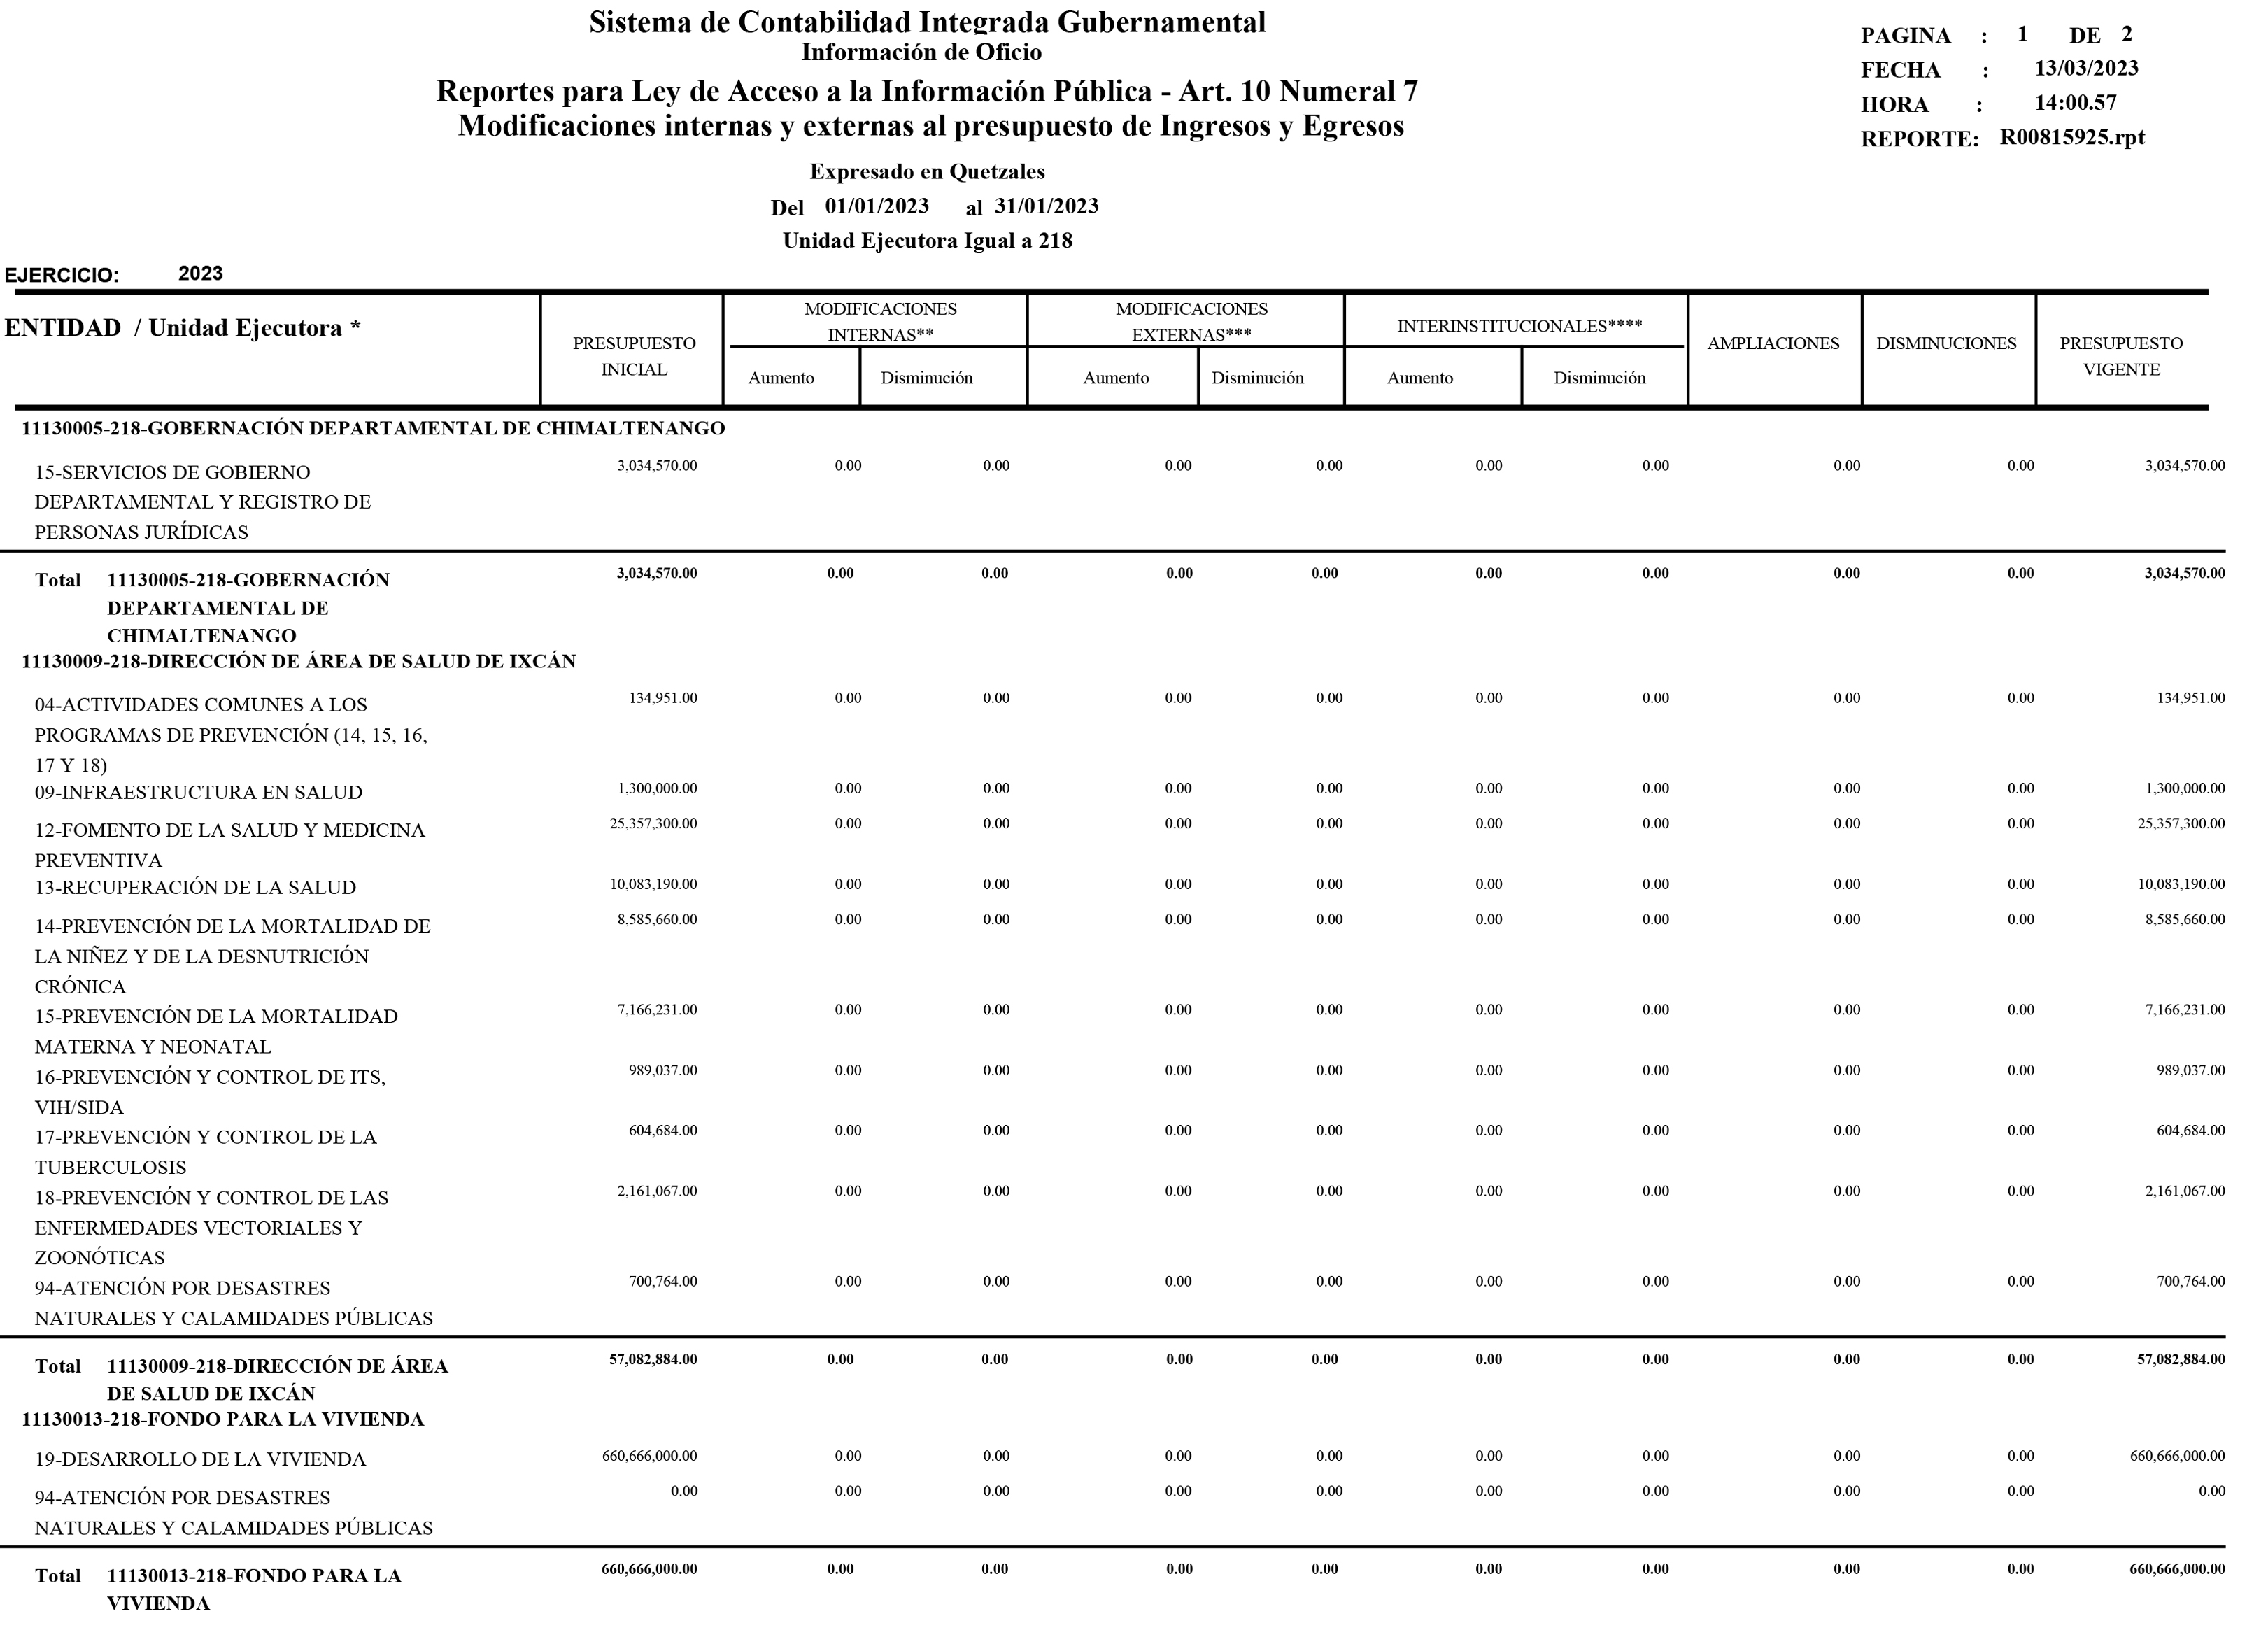 Sistema de Contabilidad Integrada Gubernamental
Información de Oficio
Reportes para Ley de Acceso a la Información Pública - Art. 10 Numeral 7
Modificaciones internas y externas al presupuesto de Ingresos y Egresos
Expresado en Quetzales
Del 01/01/2023 al 31/01/2023
Unidad Ejecutora Igual a 218
PAGINA : 1 DE 2
FECHA : 13/03/2023
HORA : 14:00.57
REPORTE: R00815925.rpt
EJERCICIO: 2023
ENTIDAD / Unidad Ejecutora *
PRESUPUESTO
INICIAL
MODIFICACIONES
INTERNAS**
Aumento Disminución
MODIFICACIONES
EXTERNAS***
Aumento Disminución
INTERINSTITUCIONALES****
Aumento Disminución
AMPLIACIONES
DISMINUCIONES
PRESUPUESTO
VIGENTE
11130005-218-GOBERNACIÓN DEPARTAMENTAL DE CHIMALTENANGO
15-SERVICIOS DE GOBIERNO 3,034,570.00 0.00 0.00 0.00 0.00 0.00 0.00 0.00 0.00 3,034,570.00
DEPARTAMENTAL Y REGISTRO DE
PERSONAS JURÍDICAS
Total 11130005-218-GOBERNACIÓN 3,034,570.00 0.00 0.00 0.00 0.00 0.00 0.00 0.00 0.00 3,034,570.00
DEPARTAMENTAL DE
CHIMALTENANGO
11130009-218-DIRECCIÓN DE ÁREA DE SALUD DE IXCÁN
04-ACTIVIDADES COMUNES A LOS 134,951.00 0.00 0.00 0.00 0.00 0.00 0.00 0.00 0.00 134,951.00
PROGRAMAS DE PREVENCIÓN (14, 15, 16,
17 Y 18)
09-INFRAESTRUCTURA EN SALUD 1,300,000.00 0.00 0.00 0.00 0.00 0.00 0.00 0.00 0.00 1,300,000.00
12-FOMENTO DE LA SALUD Y MEDICINA 25,357,300.00 0.00 0.00 0.00 0.00 0.00 0.00 0.00 0.00 25,357,300.00
PREVENTIVA
13-RECUPERACIÓN DE LA SALUD 10,083,190.00 0.00 0.00 0.00 0.00 0.00 0.00 0.00 0.00 10,083,190.00
14-PREVENCIÓN DE LA MORTALIDAD DE 8,585,660.00 0.00 0.00 0.00 0.00 0.00 0.00 0.00 0.00 8,585,660.00
LA NIÑEZ Y DE LA DESNUTRICIÓN
CRÓNICA
15-PREVENCIÓN DE LA MORTALIDAD 7,166,231.00 0.00 0.00 0.00 0.00 0.00 0.00 0.00 0.00 7,166,231.00
MATERNA Y NEONATAL
16-PREVENCIÓN Y CONTROL DE ITS, 989,037.00 0.00 0.00 0.00 0.00 0.00 0.00 0.00 0.00 989,037.00
VIH/SIDA
17-PREVENCIÓN Y CONTROL DE LA 604,684.00 0.00 0.00 0.00 0.00 0.00 0.00 0.00 0.00 604,684.00
TUBERCULOSIS
18-PREVENCIÓN Y CONTROL DE LAS 2,161,067.00 0.00 0.00 0.00 0.00 0.00 0.00 0.00 0.00 2,161,067.00
ENFERMEDADES VECTORIALES Y
ZOONÓTICAS
94-ATENCIÓN POR DESASTRES 700,764.00 0.00 0.00 0.00 0.00 0.00 0.00 0.00 0.00 700,764.00
NATURALES Y CALAMIDADES PÚBLICAS
Total 11130009-218-DIRECCIÓN DE ÁREA 57,082,884.00 0.00 0.00 0.00 0.00 0.00 0.00 0.00 0.00 57,082,884.00
DE SALUD DE IXCÁN
11130013-218-FONDO PARA LA VIVIENDA
19-DESARROLLO DE LA VIVIENDA 660,666,000.00 0.00 0.00 0.00 0.00 0.00 0.00 0.00 0.00 660,666,000.00
94-ATENCIÓN POR DESASTRES 0.00 0.00 0.00 0.00 0.00 0.00 0.00 0.00 0.00 0.00
NATURALES Y CALAMIDADES PÚBLICAS
Total 11130013-218-FONDO PARA LA 660,666,000.00 0.00 0.00 0.00 0.00 0.00 0.00 0.00 0.00 660,666,000.00
VIVIENDA